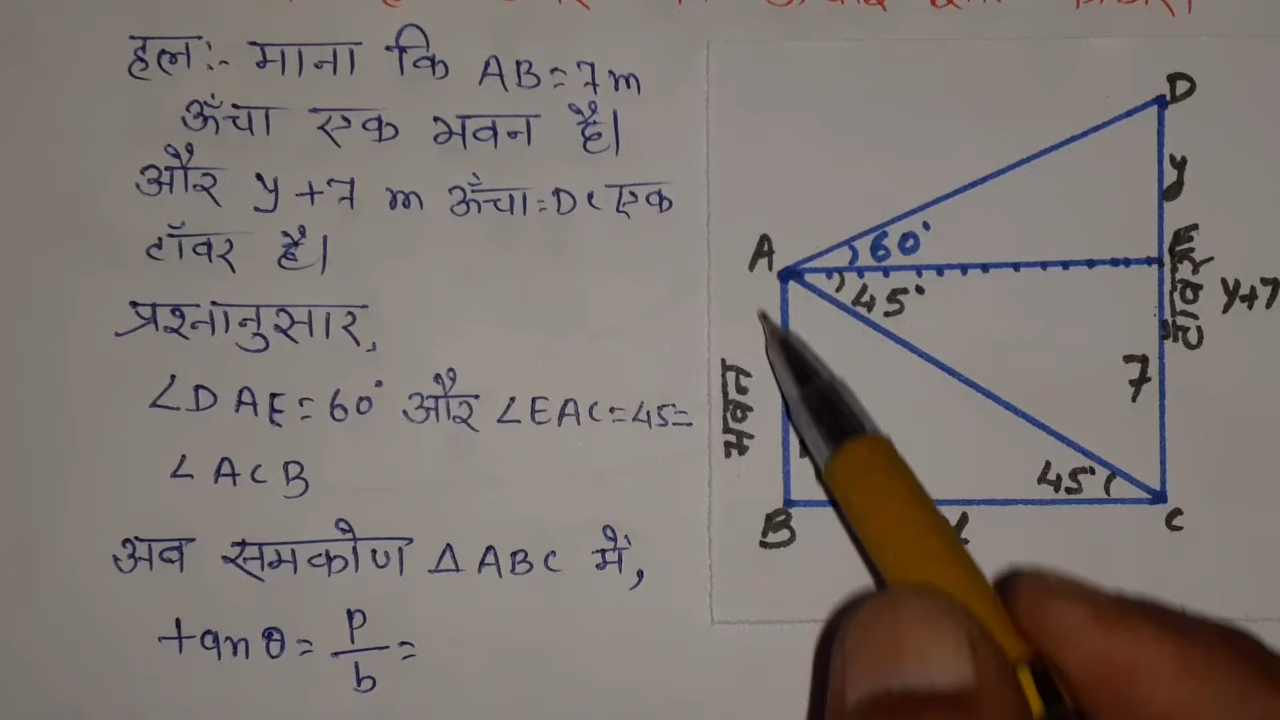 हल:- माना कि AB=7m
ऊँचा एक भवन है।
और y+7 m ऊँचा=DC एक
टॉवर है।
प्रश्नानुसार,
∠DAE=60° और ∠EAC=45=
∠ACB
अब समकोण ΔABC में,
tanθ=P/b=
D
y
A
60°
E
45°
टावर
y+7
भवन
7
45°
B
C